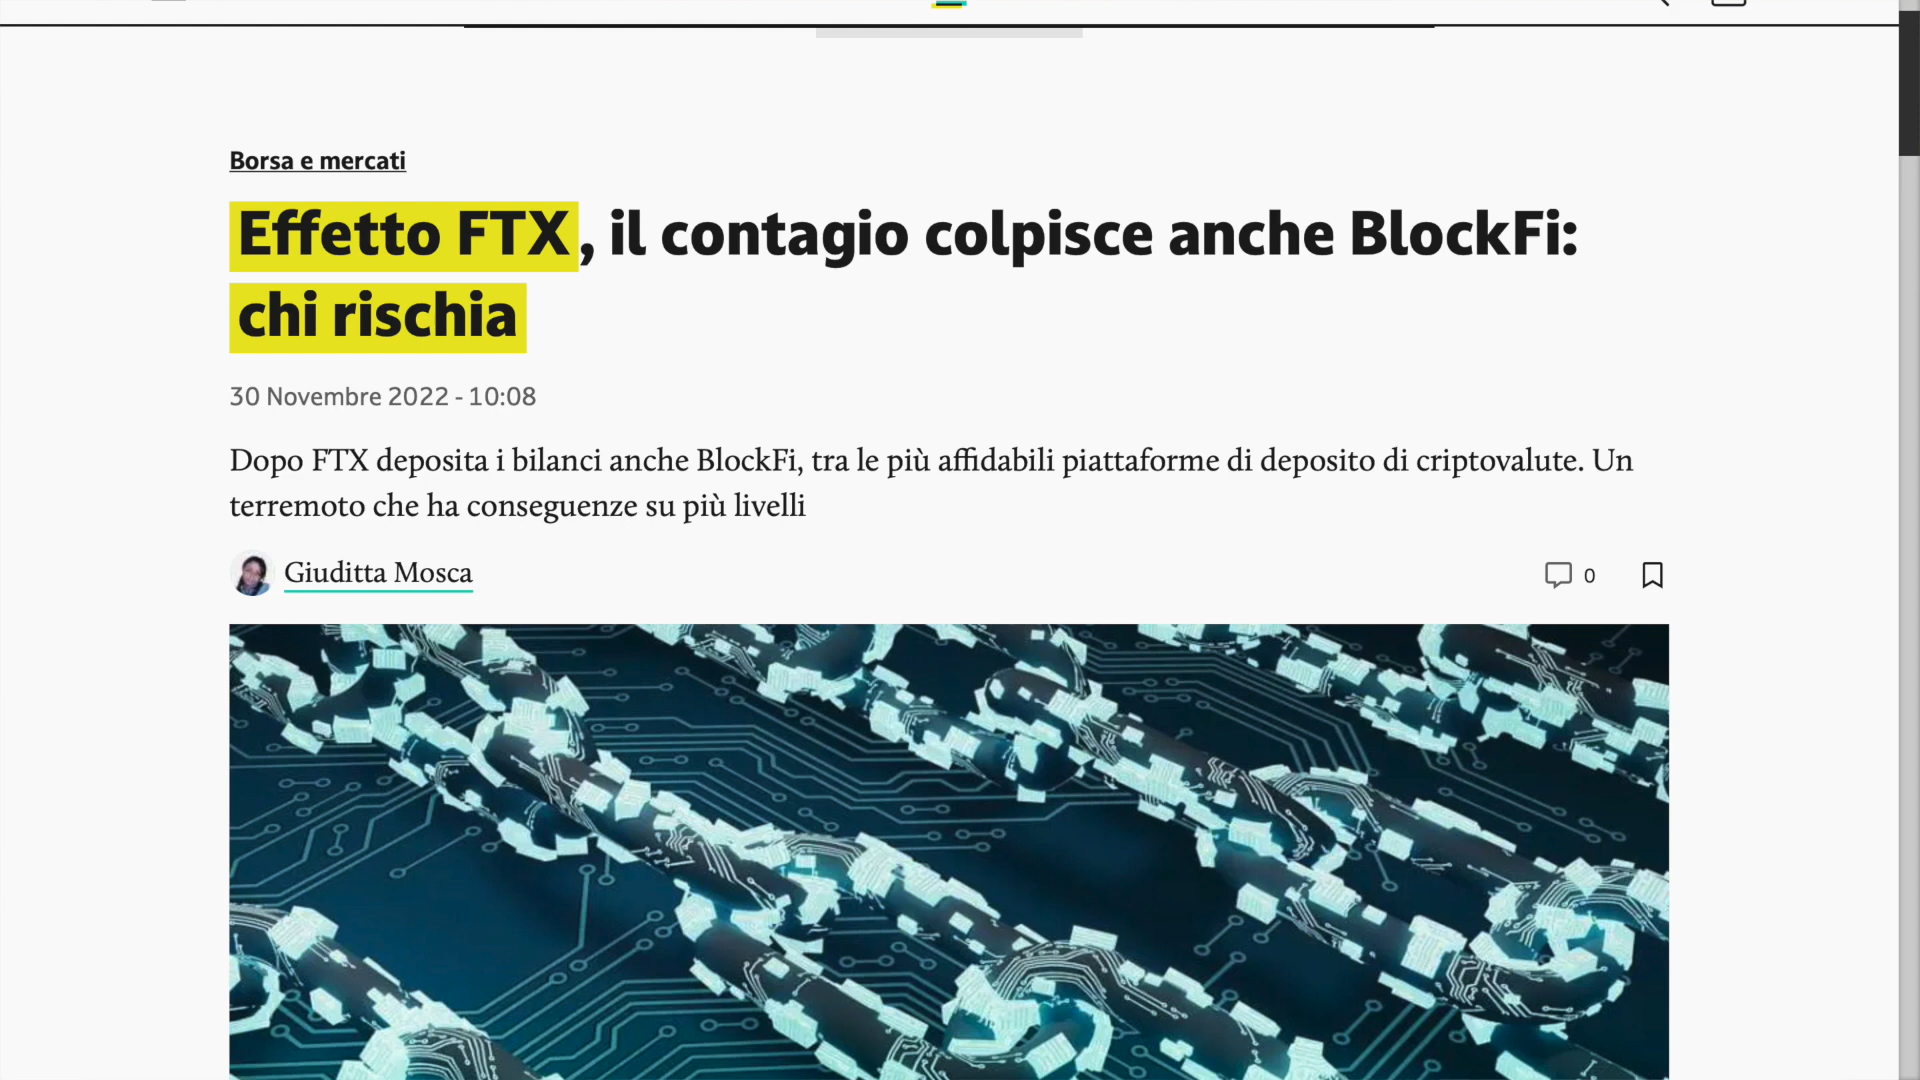 Borsa e mercati
Effetto FTX, il contagio colpisce anche BlockFi:
chi rischia
30 Novembre 2022 - 10:08
Dopo FTX deposita i bilanci anche BlockFi, tra le più affidabili piattaforme di deposito di criptovalute. Un
terremoto che ha conseguenze su più livelli
Giuditta Mosca
0